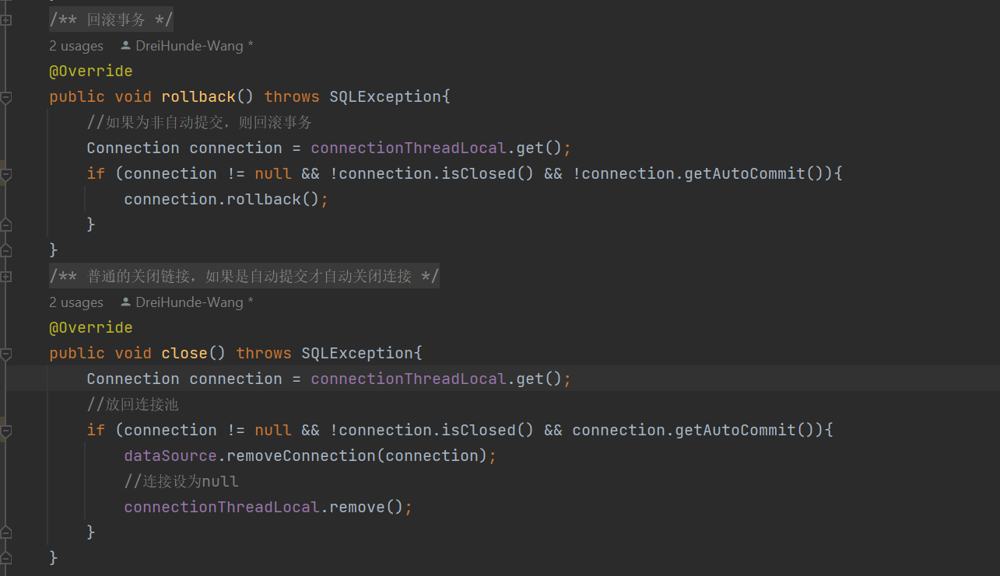 /** 回滚事务 */
2 usages DreiHunde-Wang *
@Override
public void rollback() throws SQLException{
//如果为非自动提交，则回滚事务
Connection connection = connectionThreadLocal.get();
if (connection != null && !connection.isClosed() && !connection.getAutoCommit()){
connection.rollback();
}
}
/** 普通的关闭链接，如果是自动提交才自动关闭连接 */
2 usages DreiHunde-Wang *
@Override
public void close() throws SQLException{
Connection connection = connectionThreadLocal.get();
//放回连接池
if (connection != null && !connection.isClosed() && connection.getAutoCommit()){
dataSource.removeConnection(connection);
//连接设为null
connectionThreadLocal.remove();
}
}